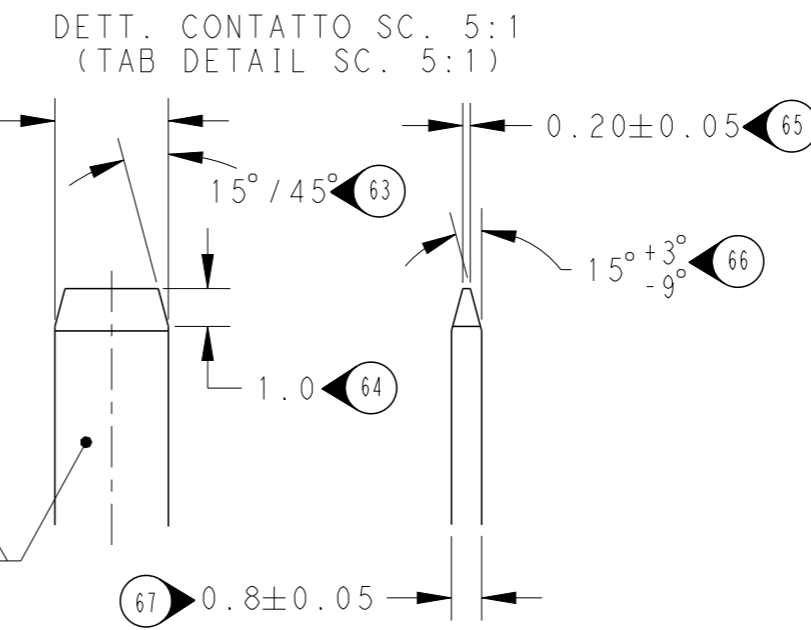 DETT. CONTATTO SC. 5:1
(TAB DETAIL SC. 5:1)
0.20±0.05 65
15°/45° 63
15° +3° -9° 66
1.0 64
67 0.8±0.05